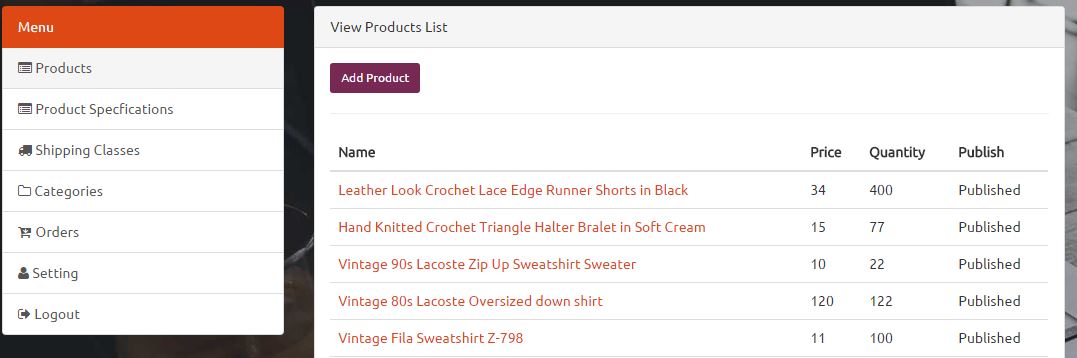 Menu
Products
Product Specfications
Shipping Classes
Categories
Orders
Setting
Logout
View Products List
Add Product
Name Price Quantity Publish
Leather Look Crochet Lace Edge Runner Shorts in Black 34 400 Published
Hand Knitted Crochet Triangle Halter Bralet in Soft Cream 15 77 Published
Vintage 90s Lacoste Zip Up Sweatshirt Sweater 10 22 Published
Vintage 80s Lacoste Oversized down shirt 120 122 Published
Vintage Fila Sweatshirt Z-798 11 100 Published